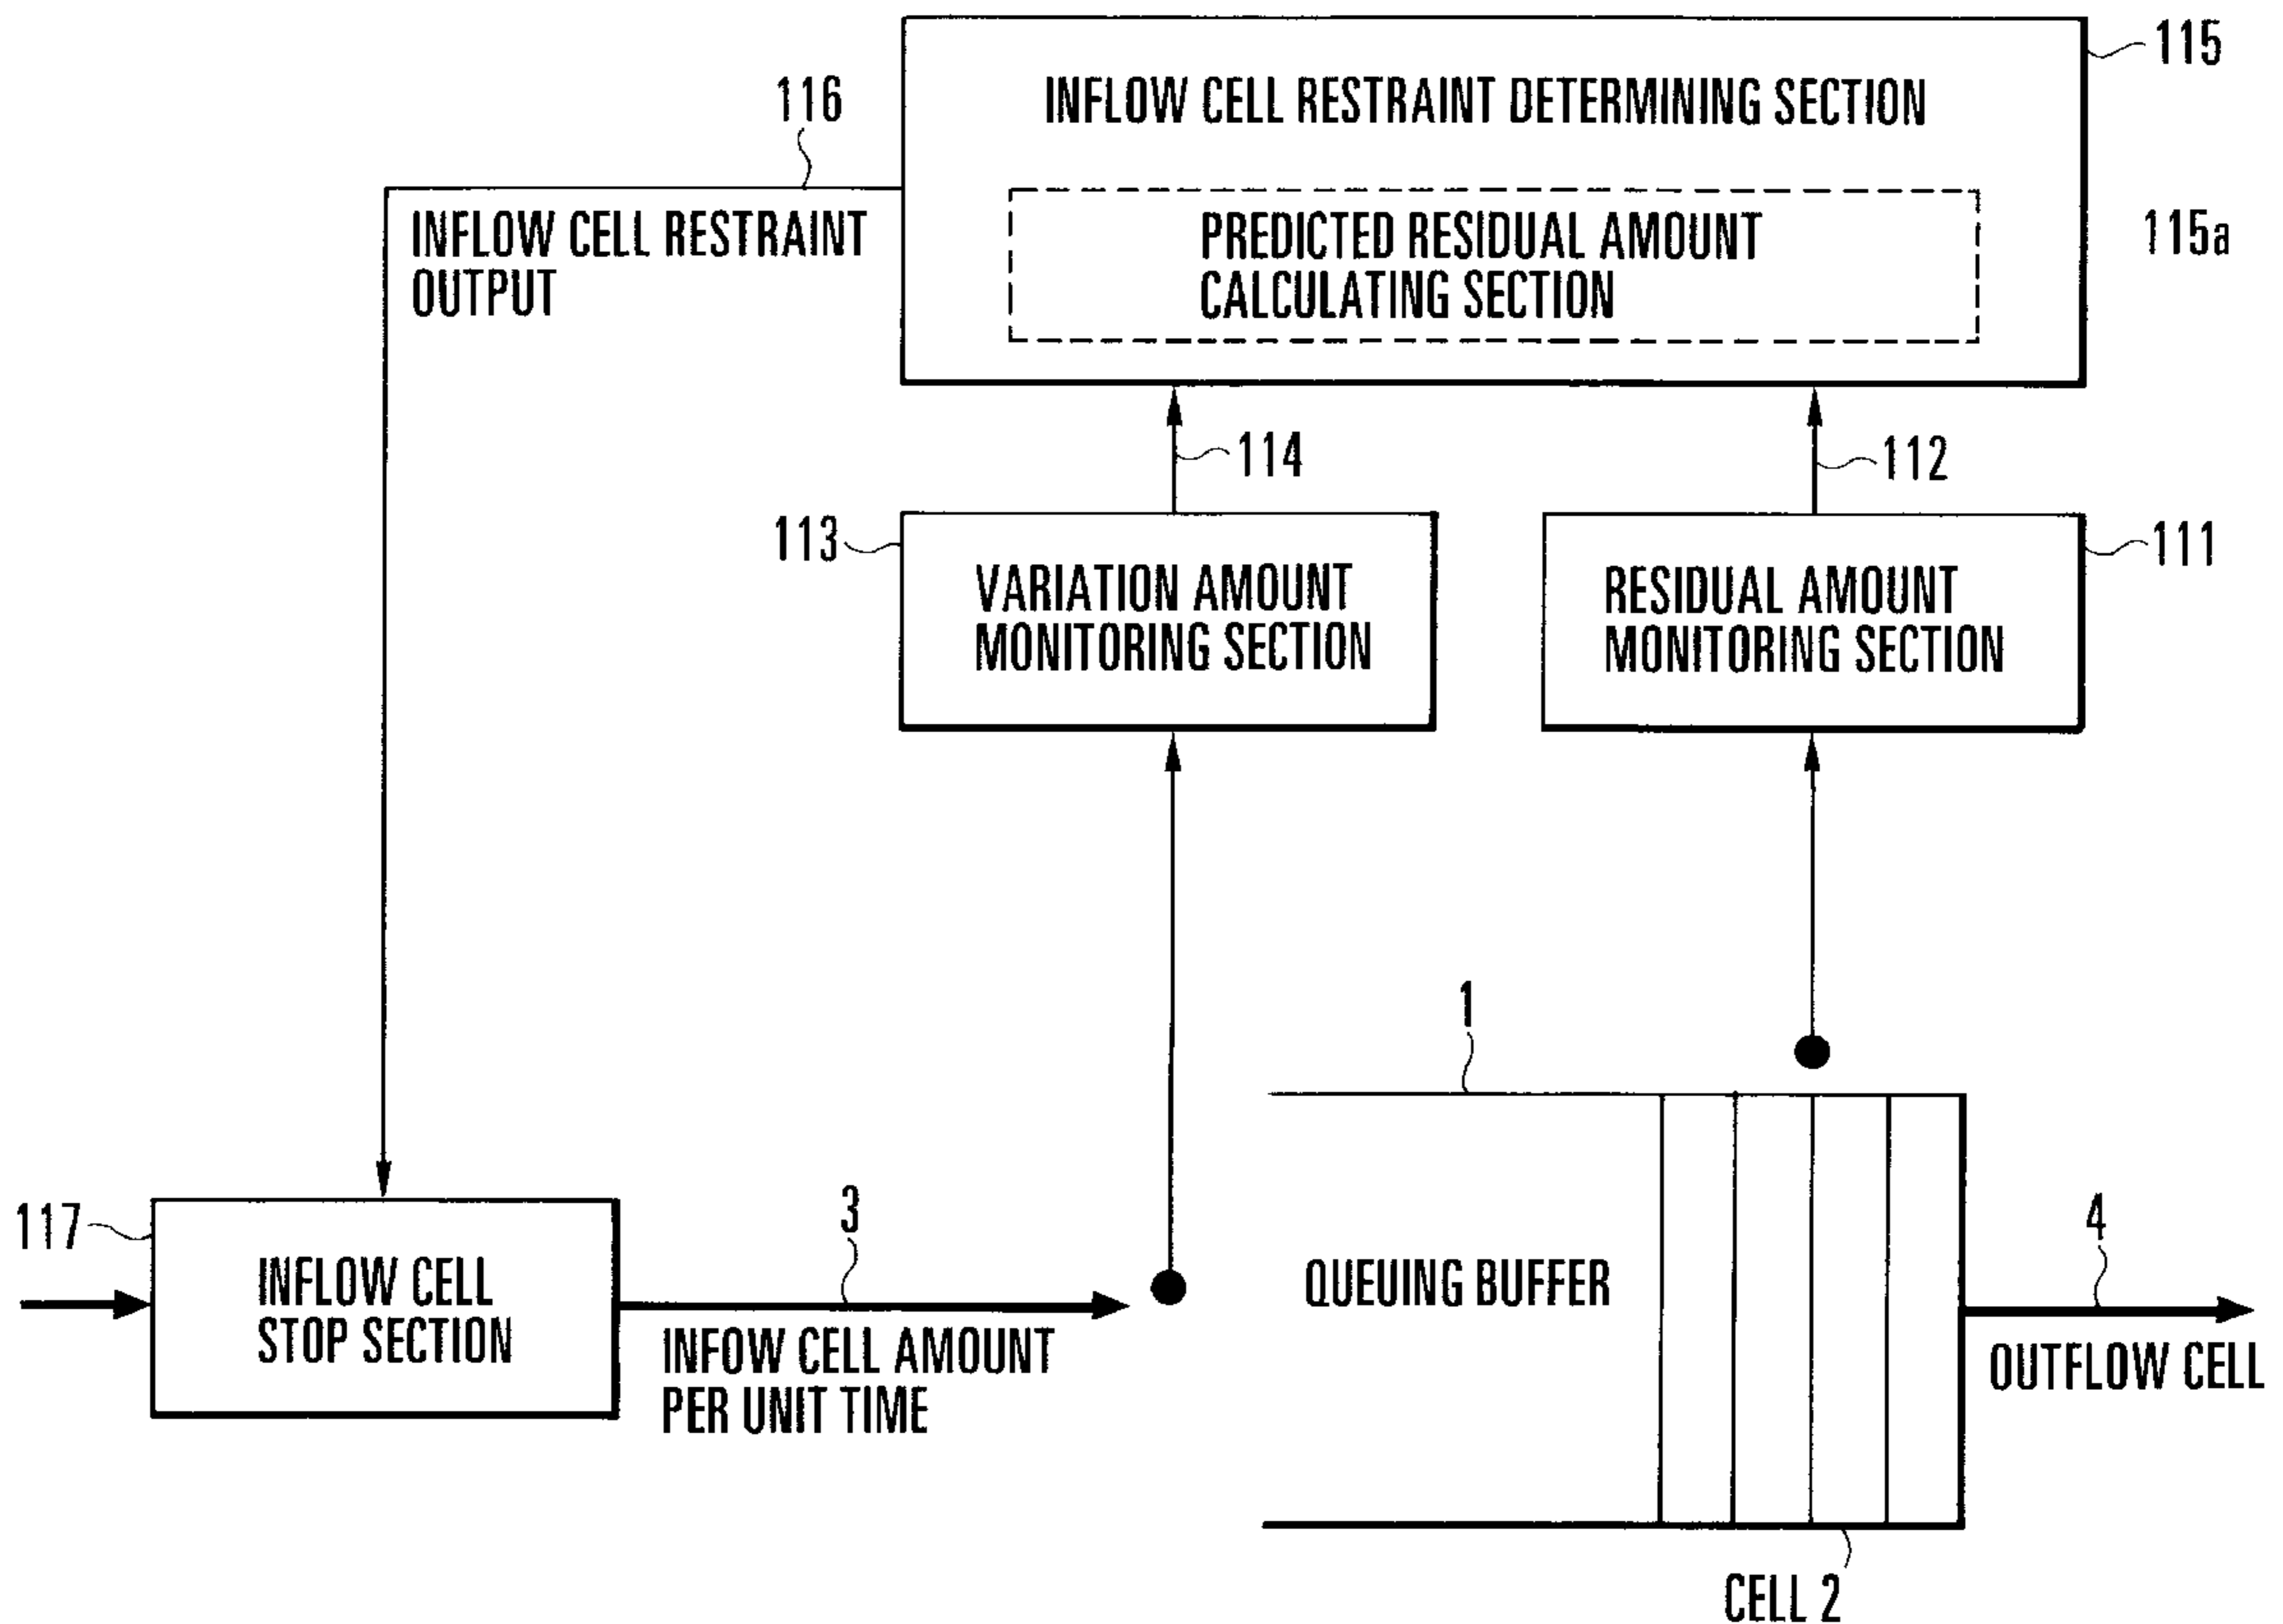 115
INFLOW CELL RESTRAINT DETERMINING SECTION
116
PREDICTED RESIDUAL AMOUNT
CALCULATING SECTION
115a
INFLOW CELL RESTRAINT
OUTPUT
114
112
113
VARIATION AMOUNT
MONITORING SECTION
111
RESIDUAL AMOUNT
MONITORING SECTION
1
117
INFLOW CELL
STOP SECTION
3
INFOW CELL AMOUNT
PER UNIT TIME
QUEUING BUFFER
4
OUTFLOW CELL
CELL 2